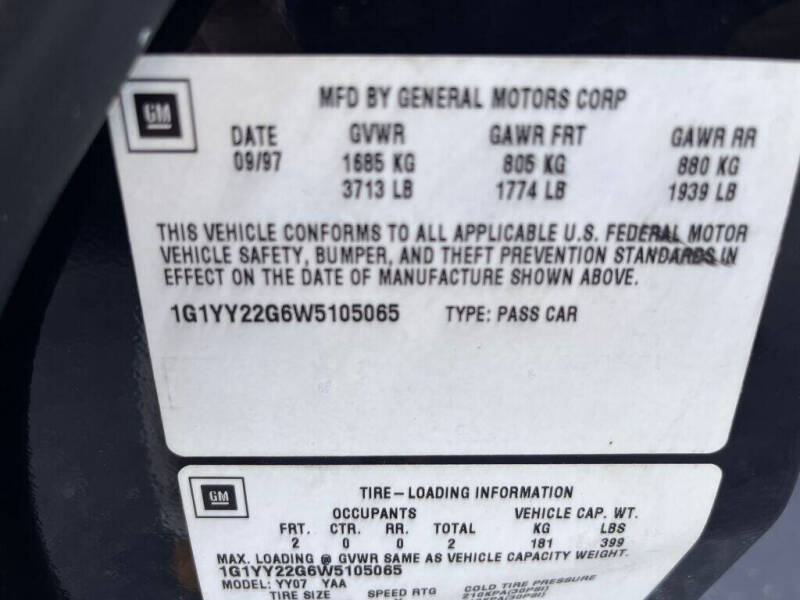 GM
MFD BY GENERAL MOTORS CORP
DATE GVWR GAWR FRT GAWR RR
09/97 1685 KG 805 KG 880 KG
3713 LB 1774 LB 1939 LB
THIS VEHICLE CONFORMS TO ALL APPLICABLE U.S. FEDERAL MOTOR
VEHICLE SAFETY, BUMPER, AND THEFT PREVENTION STANDARDS IN
EFFECT ON THE DATE OF MANUFACTURE SHOWN ABOVE.
1G1YY22G6W5105065 TYPE: PASS CAR
GM
TIRE-LOADING INFORMATION
OCCUPANTS VEHICLE CAP. WT.
FRT. CTR. RR. TOTAL KG LBS
2 0 0 2 181 399
MAX. LOADING @ GVWR SAME AS VEHICLE CAPACITY WEIGHT.
1G1YY22G6W5105065
MODEL: YY07 YAA
TIRE SIZE SPEED RTG COLD TIRE PRESSURE
210KPA(30PSI)